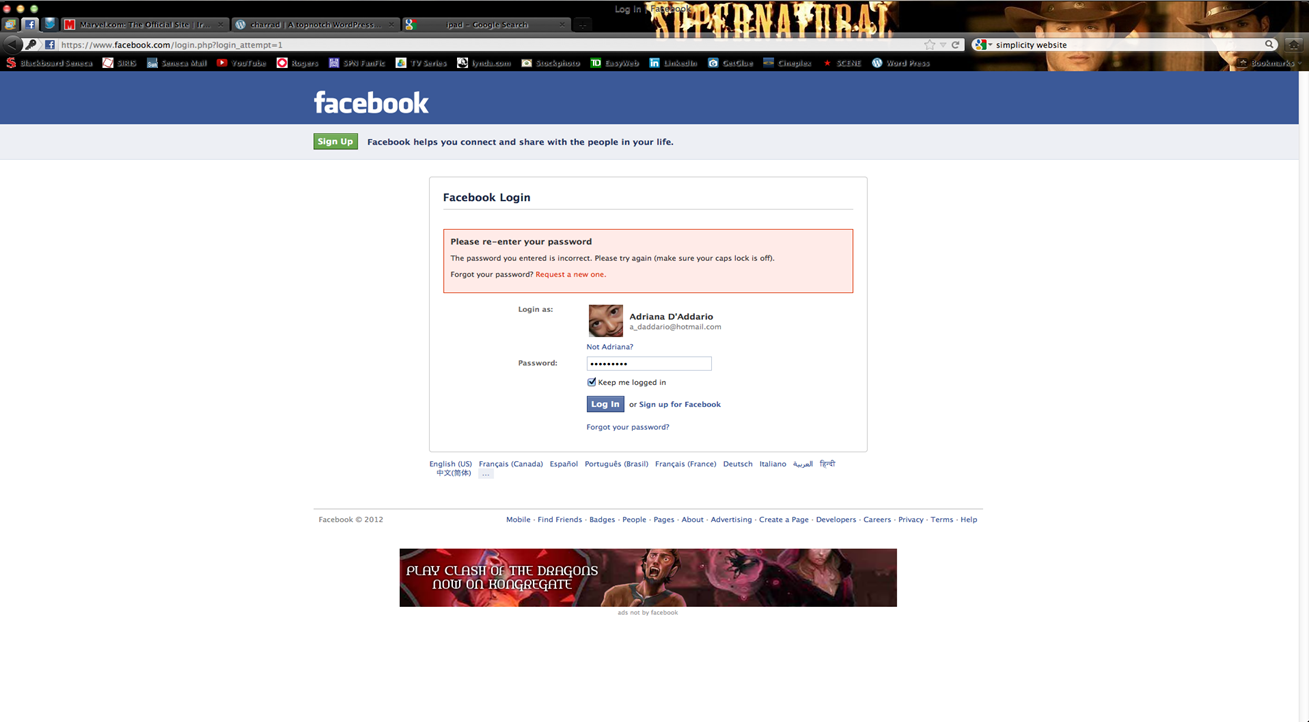 Log In | Facebook
SUPERNATURAL
Marvel.com: The Official Site | Ir...
charrad | A topnotch WordPress...
ipad - Google Search
https://www.facebook.com/login.php?login_attempt=1
simplicity website
Blackboard Seneca SIRIS Seneca Mail YouTube Rogers SPN FanFic TV Series lynda.com iStockphoto EasyWeb LinkedIn GetGlue Cineplex SCENE Word Press Bookmarks
facebook
Sign Up Facebook helps you connect and share with the people in your life.
Facebook Login
Please re-enter your password
The password you entered is incorrect. Please try again (make sure your caps lock is off).
Forgot your password? Request a new one.
Login as:
Adriana D'Addario
a_daddario@hotmail.com
Not Adriana?
Password: •••••••••
Keep me logged in
Log In or Sign up for Facebook
Forgot your password?
English (US) Français (Canada) Español Português (Brasil) Français (France) Deutsch Italiano العربية हिन्दी
中文(简体) ...
Facebook © 2012
Mobile · Find Friends · Badges · People · Pages · About · Advertising · Create a Page · Developers · Careers · Privacy · Terms · Help
PLAY CLASH OF THE DRAGONS
NOW ON KONGREGATE
ads not by facebook